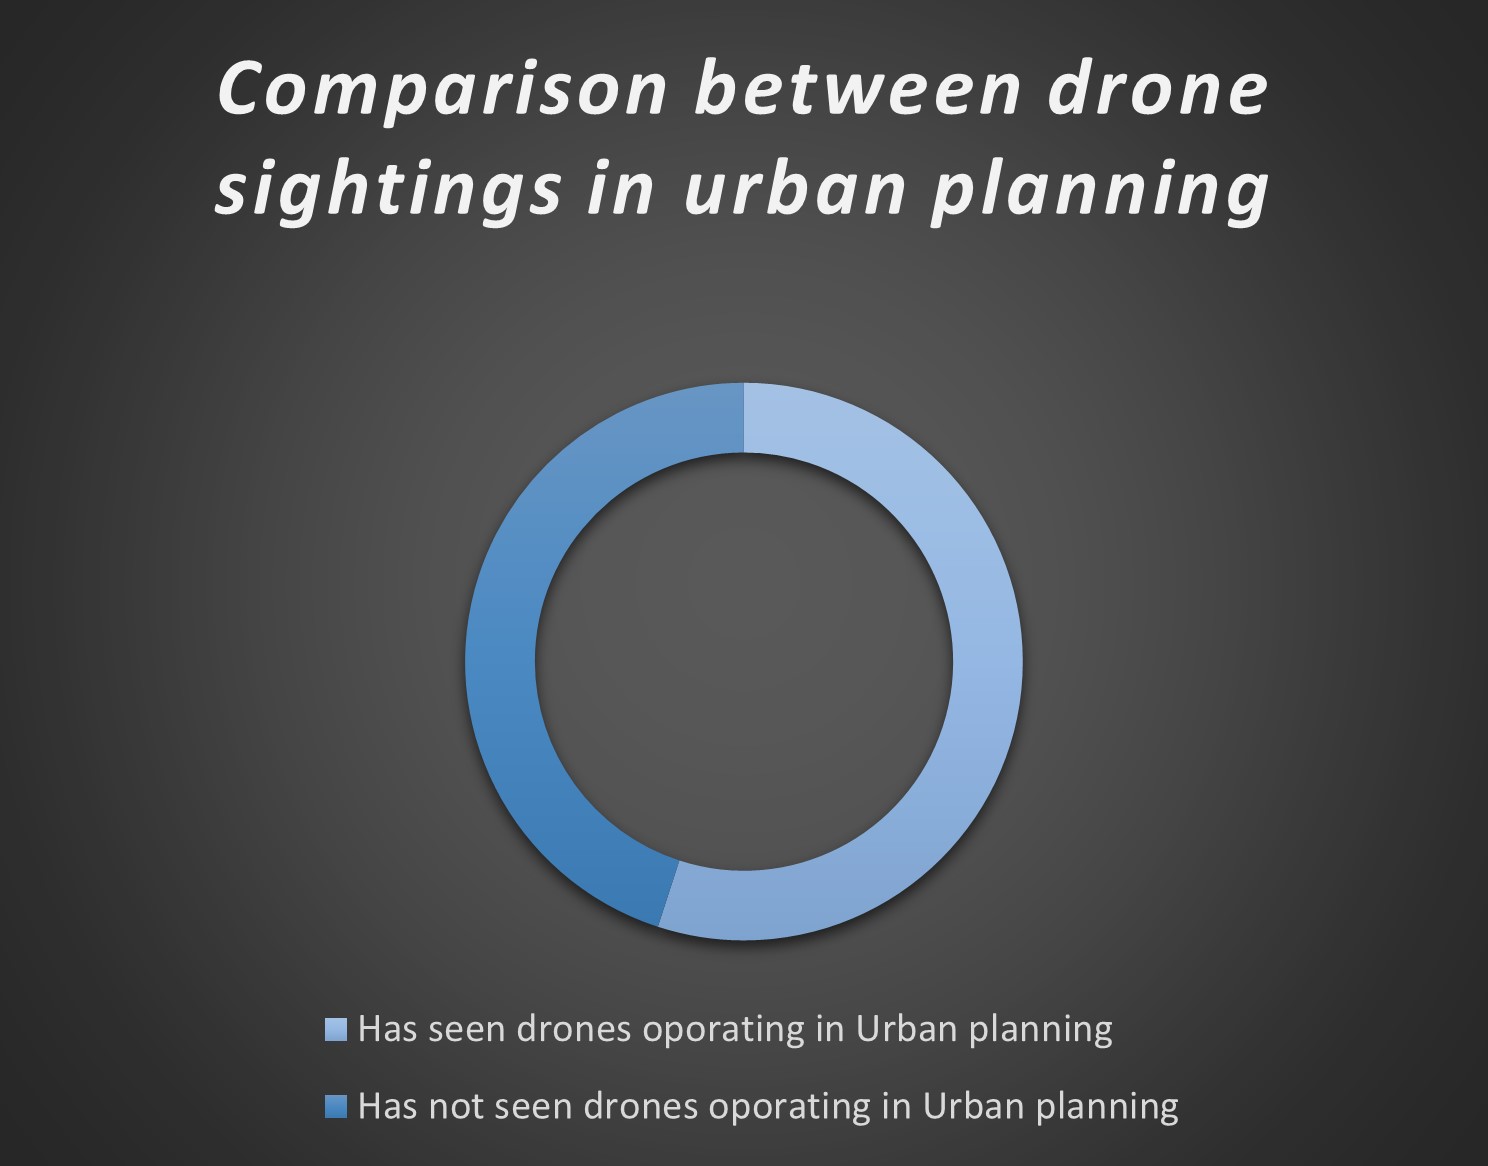 Comparison between drone
sightings in urban planning
Has seen drones oporating in Urban planning
Has not seen drones oporating in Urban planning